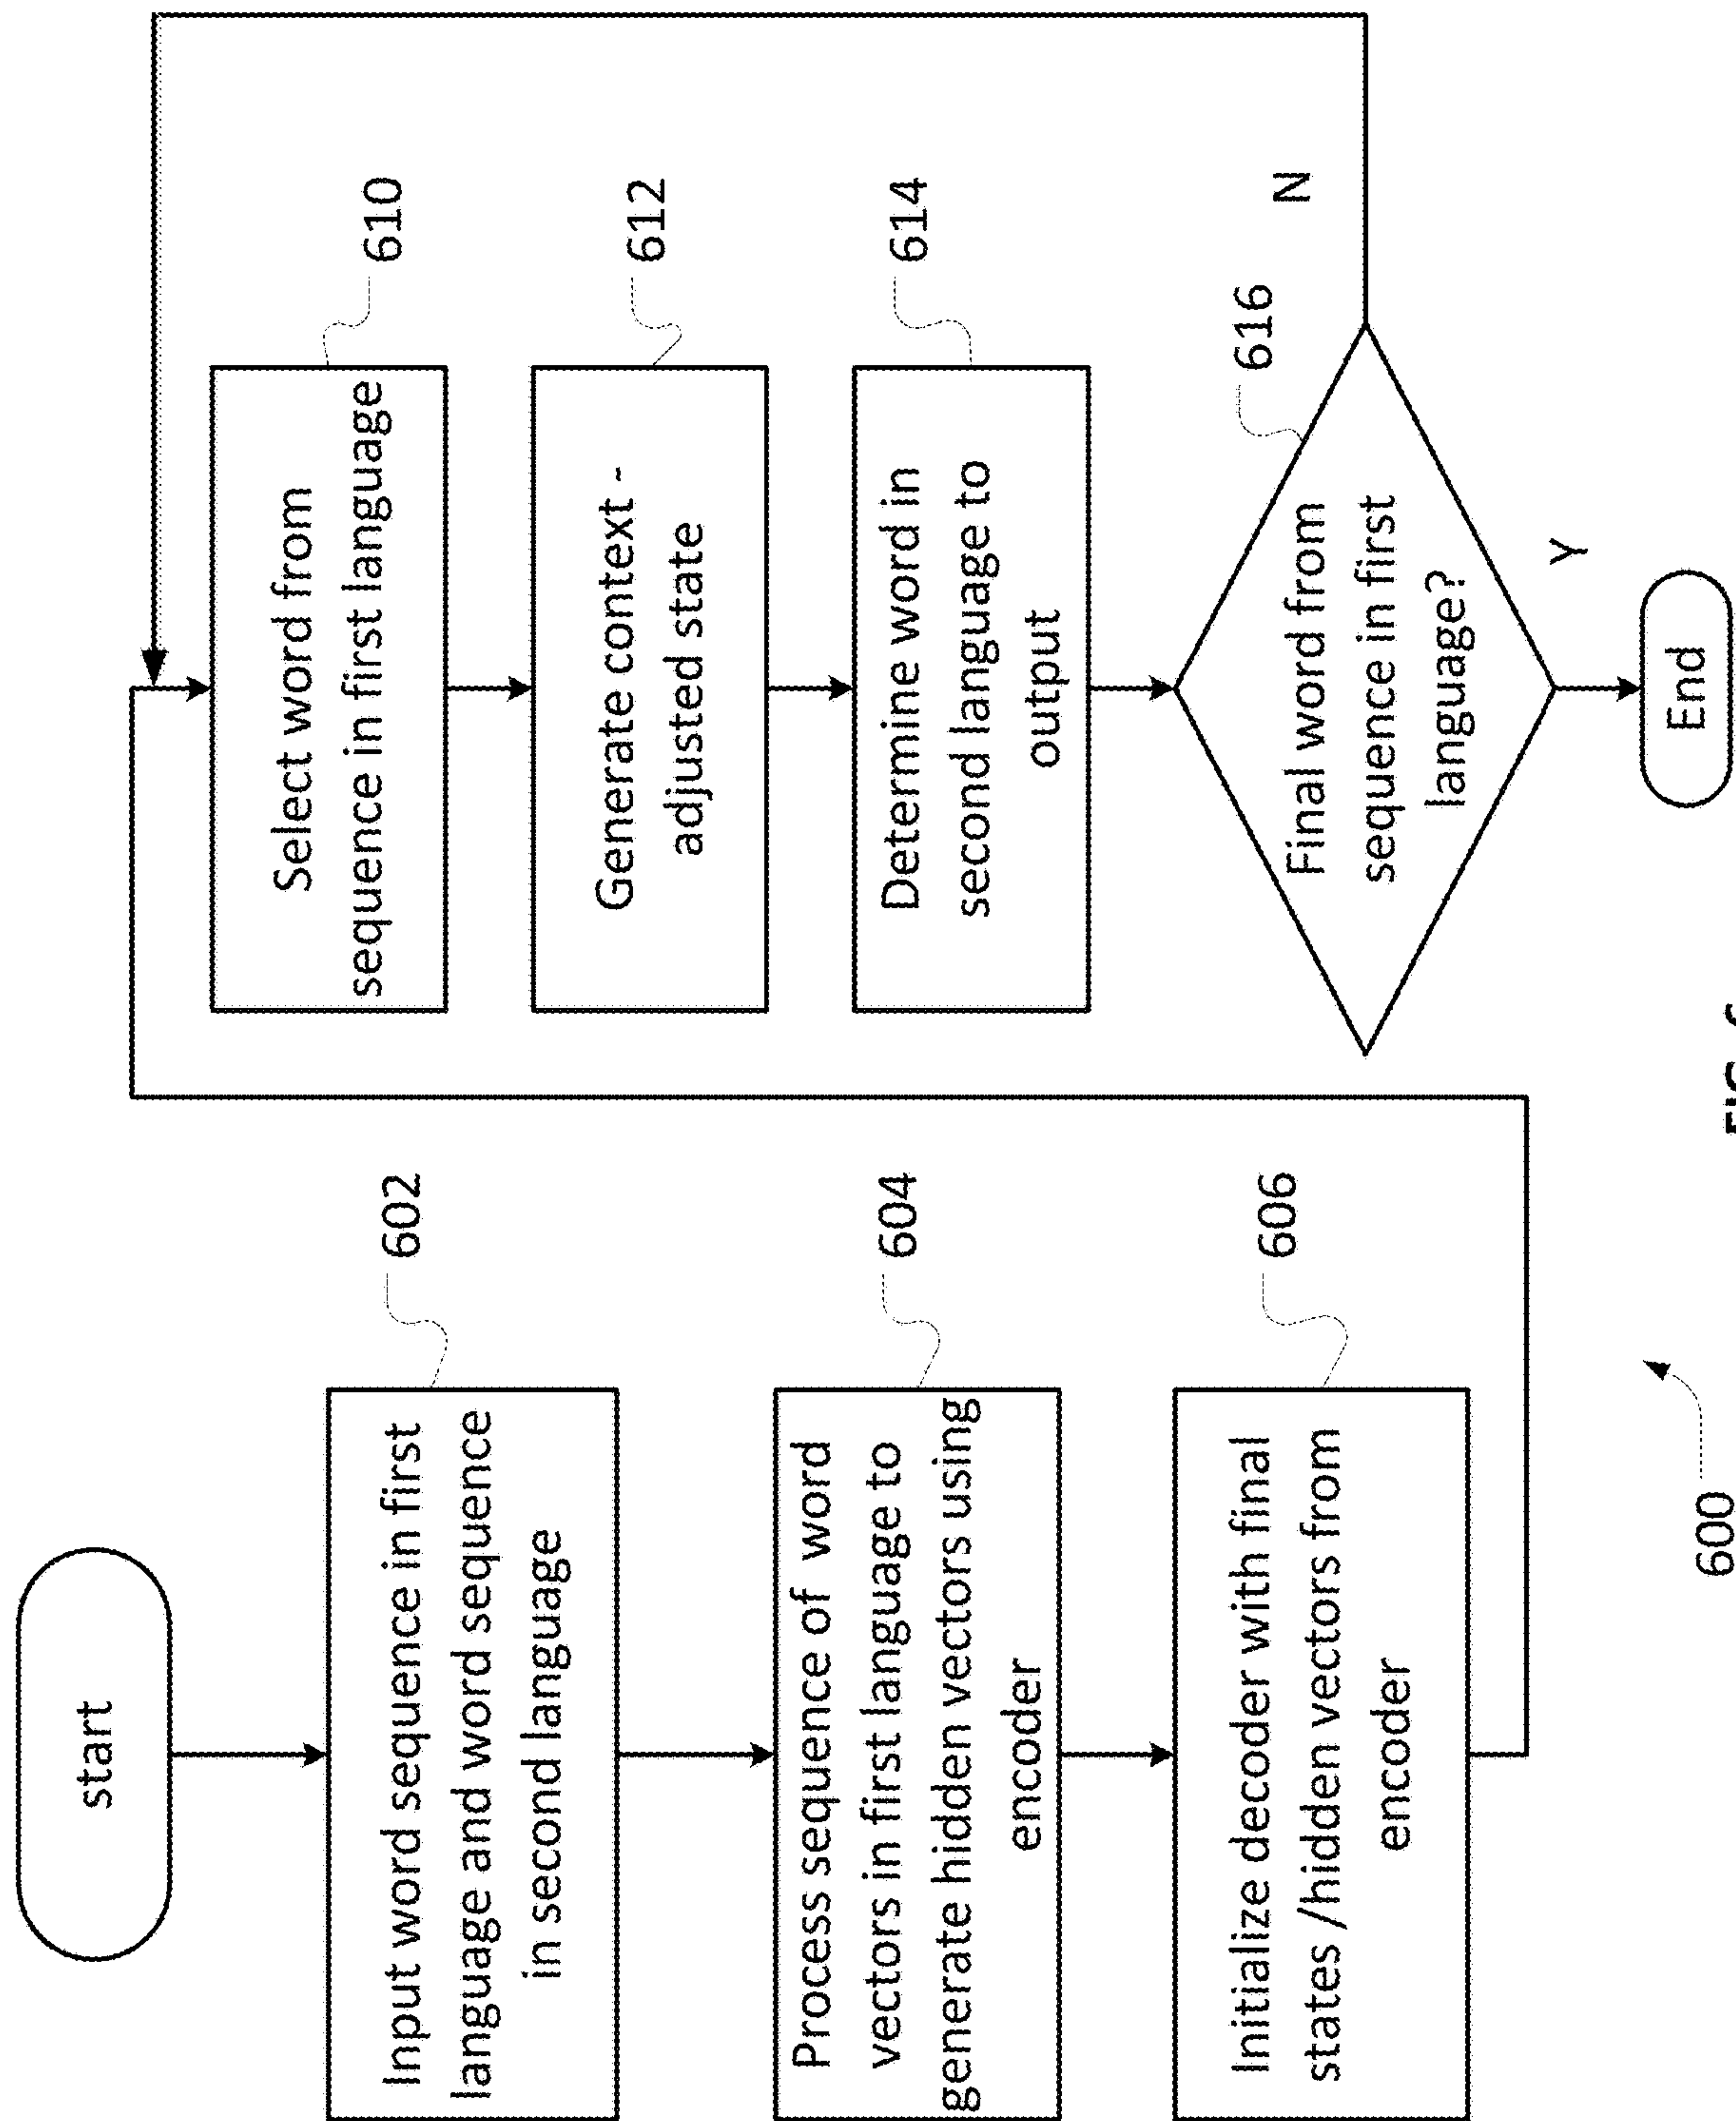 start
Input word sequence in first
language and word sequence
in second language
602
Process sequence of word
vectors in first language to
generate hidden vectors using
encoder
604
Initialize decoder with final
states /hidden vectors from
encoder
606
600
Select word from
sequence in first language
610
Generate context -
adjusted state
612
Determine word in
second language to
output
614
Final word from
sequence in first
language?
616
N
Y
End